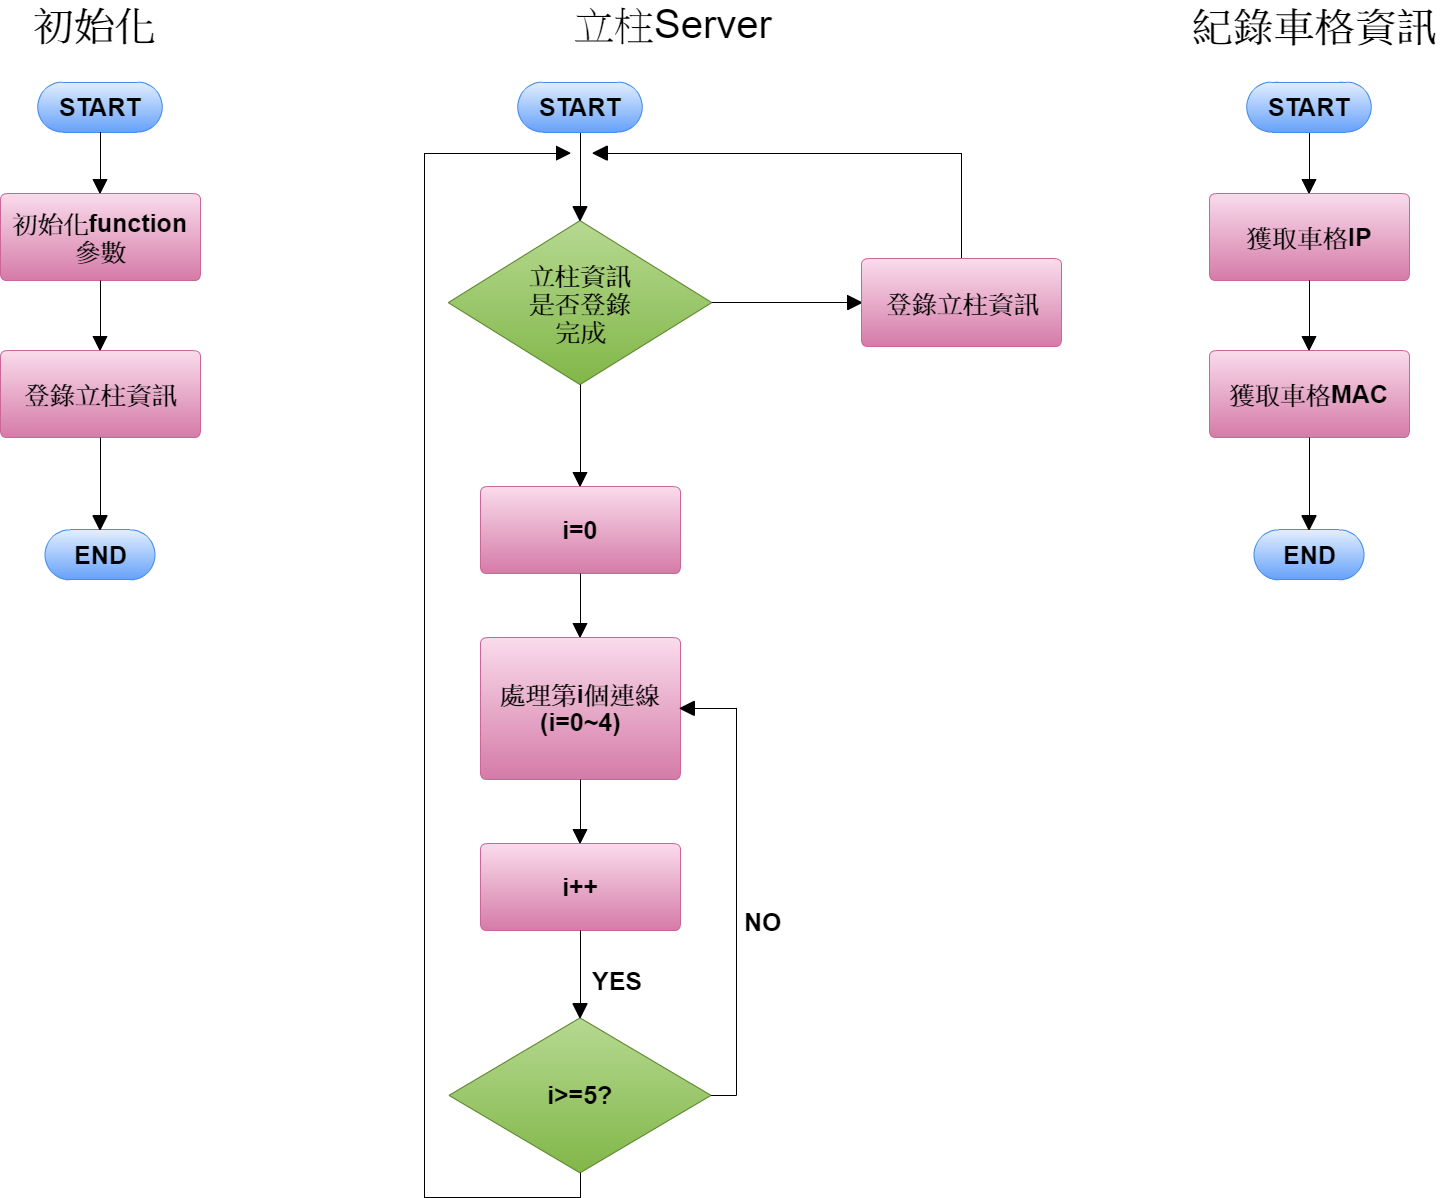 初始化
START
初始化function
參數
登錄立柱資訊
END
立柱Server
START
立柱資訊
是否登錄
完成
登錄立柱資訊
i=0
處理第i個連線
(i=0~4)
i++
NO
YES
i>=5?
紀錄車格資訊
START
獲取車格IP
獲取車格MAC
END